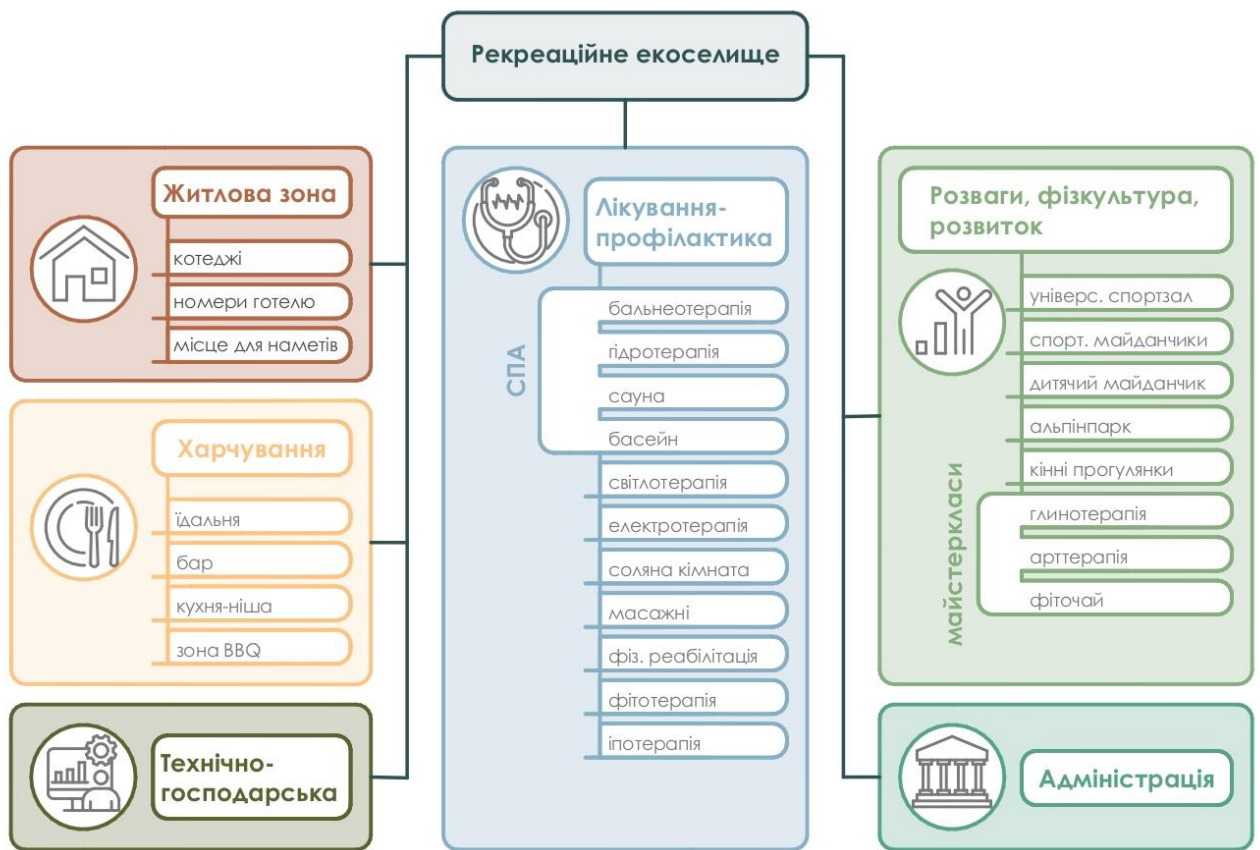 Рекреаційне екоселище
Житлова зона
котеджі
номери готелю
місце для наметів
Харчування
їдальня
бар
кухня-ніша
зона BBQ
Технічно-
господарська
Лікування-
профілактика
СПА
бальнеотерапія
гідротерапія
сауна
басейн
світлотерапія
електротерапія
соляна кімната
масажні
фіз. реабілітація
фітотерапія
іпотерапія
Розваги, фізкультура,
розвиток
універс. спортзал
спорт. майданчики
дитячий майданчик
альпінпарк
кінні прогулянки
майстеркласи
глинотерапія
арттерапія
фіточай
Адміністрація